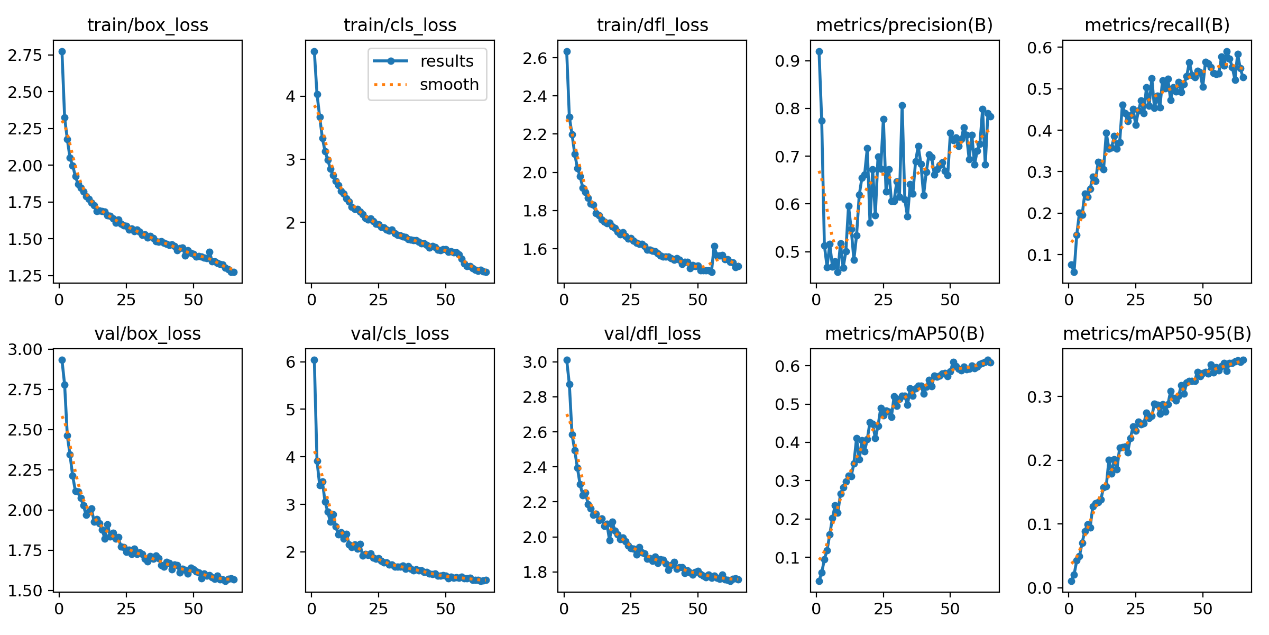 train/box_loss
train/cls_loss
train/dfl_loss
metrics/precision(B)
metrics/recall(B)
2.75
2.50
2.25
2.00
1.75
1.50
1.25
0 25 50
4
3
2
0 25 50
results
smooth
2.6
2.4
2.2
2.0
1.8
1.6
0 25 50
0.9
0.8
0.7
0.6
0.5
0 25 50
0.6
0.5
0.4
0.3
0.2
0.1
0 25 50
val/box_loss
val/cls_loss
val/dfl_loss
metrics/mAP50(B)
metrics/mAP50-95(B)
3.00
2.75
2.50
2.25
2.00
1.75
1.50
0 25 50
6
5
4
3
2
0 25 50
3.0
2.8
2.6
2.4
2.2
2.0
1.8
0 25 50
0.6
0.5
0.4
0.3
0.2
0.1
0 25 50
0.3
0.2
0.1
0.0
0 25 50